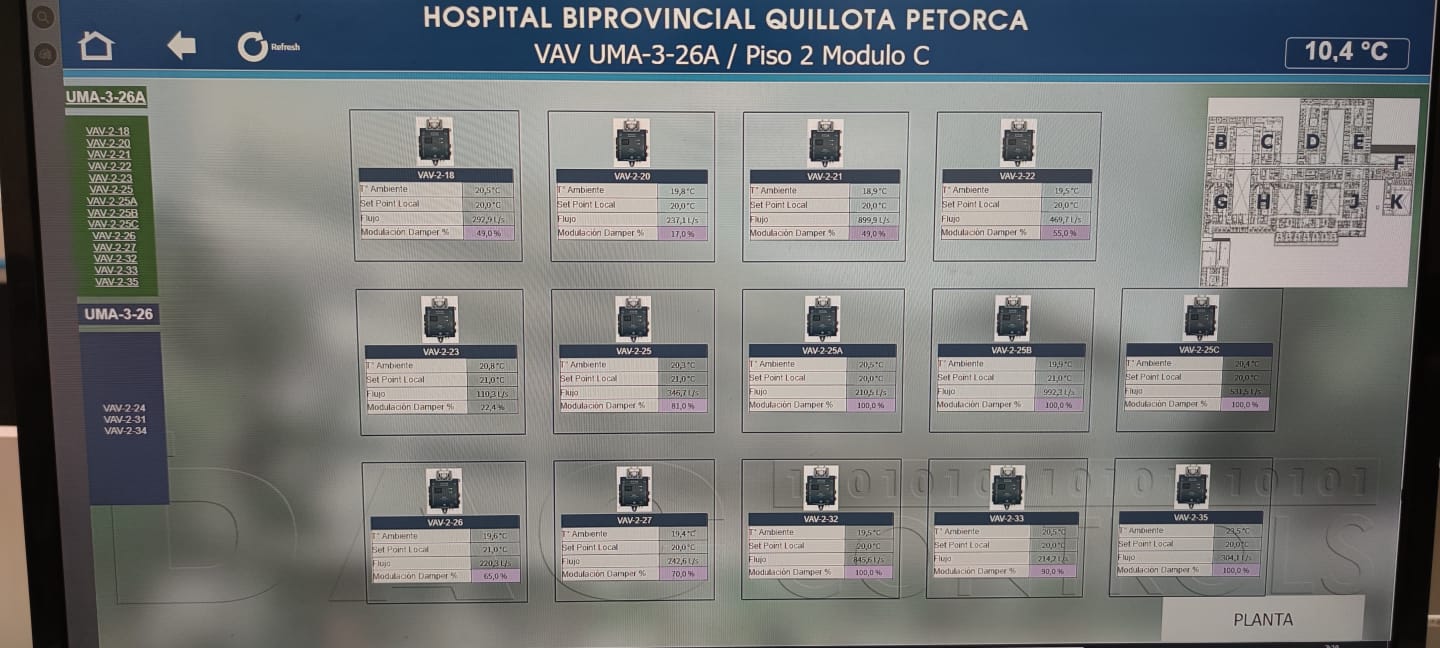 HOSPITAL BIPROVINCIAL QUILLOTA PETORCA
Refresh
VAV UMA-3-26A / Piso 2 Modulo C
10,4 °C
UMA-3-26A
VAV-2-18
VAV-2-20
VAV-2-21
VAV-2-22
VAV-2-23
VAV-2-25
VAV-2-25A
VAV-2-25B
VAV-2-25C
VAV-2-26
VAV-2-27
VAV-2-32
VAV-2-33
VAV-2-35
UMA-3-26
VAV-2-24
VAV-2-31
VAV-2-34
VAV-2-18
T° Ambiente 20,5°C
Set Point Local 20,0°C
Flujo 292,9 L/s
Modulación Damper % 49,0 %
VAV-2-20
T° Ambiente 19,8°C
Set Point Local 20,0°C
Flujo 237,1 L/s
Modulación Damper % 17,0 %
VAV-2-21
T° Ambiente 18,9°C
Set Point Local 20,0°C
Flujo 899,9 L/s
Modulación Damper % 49,0 %
VAV-2-22
T° Ambiente 19,5°C
Set Point Local 20,0°C
Flujo 469,7 L/s
Modulación Damper % 55,0 %
B C D E
F
G H I J K
VAV-2-23
T° Ambiente 20,8°C
Set Point Local 21,0°C
Flujo 110,3 L/s
Modulación Damper % 22,4 %
VAV-2-25
T° Ambiente 20,3°C
Set Point Local 21,0°C
Flujo 346,7 L/s
Modulación Damper % 81,0 %
VAV-2-25A
T° Ambiente 20,5°C
Set Point Local 20,0°C
Flujo 210,5 L/s
Modulación Damper % 100,0 %
VAV-2-25B
T° Ambiente 19,9°C
Set Point Local 21,0°C
Flujo 992,3 L/s
Modulación Damper % 100,0 %
VAV-2-25C
T° Ambiente 20,4°C
Set Point Local 20,0°C
Flujo 531,5 L/s
Modulación Damper % 100,0 %
VAV-2-26
T° Ambiente 19,6°C
Set Point Local 21,0°C
Flujo 220,3 L/s
Modulación Damper % 65,0 %
VAV-2-27
T° Ambiente 19,4°C
Set Point Local 20,0°C
Flujo 242,6 L/s
Modulación Damper % 70,0 %
VAV-2-32
T° Ambiente 19,5°C
Set Point Local 20,0°C
Flujo 845,6 L/s
Modulación Damper % 100,0 %
VAV-2-33
T° Ambiente 20,5°C
Set Point Local 20,0°C
Flujo 214,2 L/s
Modulación Damper % 90,0 %
VAV-2-35
T° Ambiente 23,5°C
Set Point Local 20,0°C
Flujo 304,1 L/s
Modulación Damper % 100,0 %
PLANTA